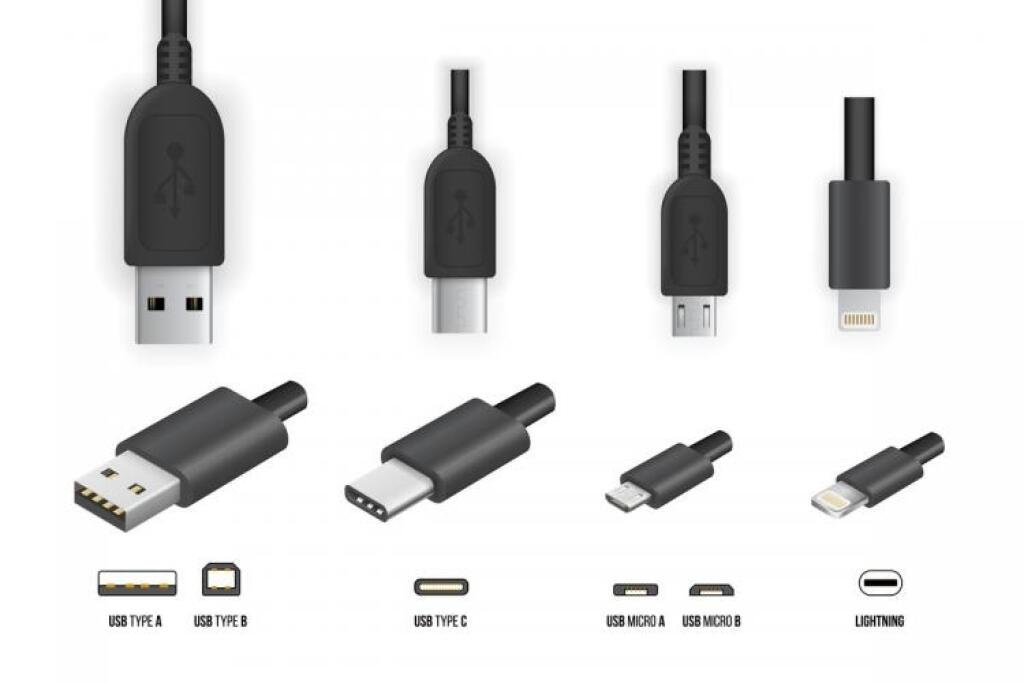 USB TYPE A
USB TYPE B
USB TYPE C
USB MICRO A
USB MICRO B
LIGHTNING